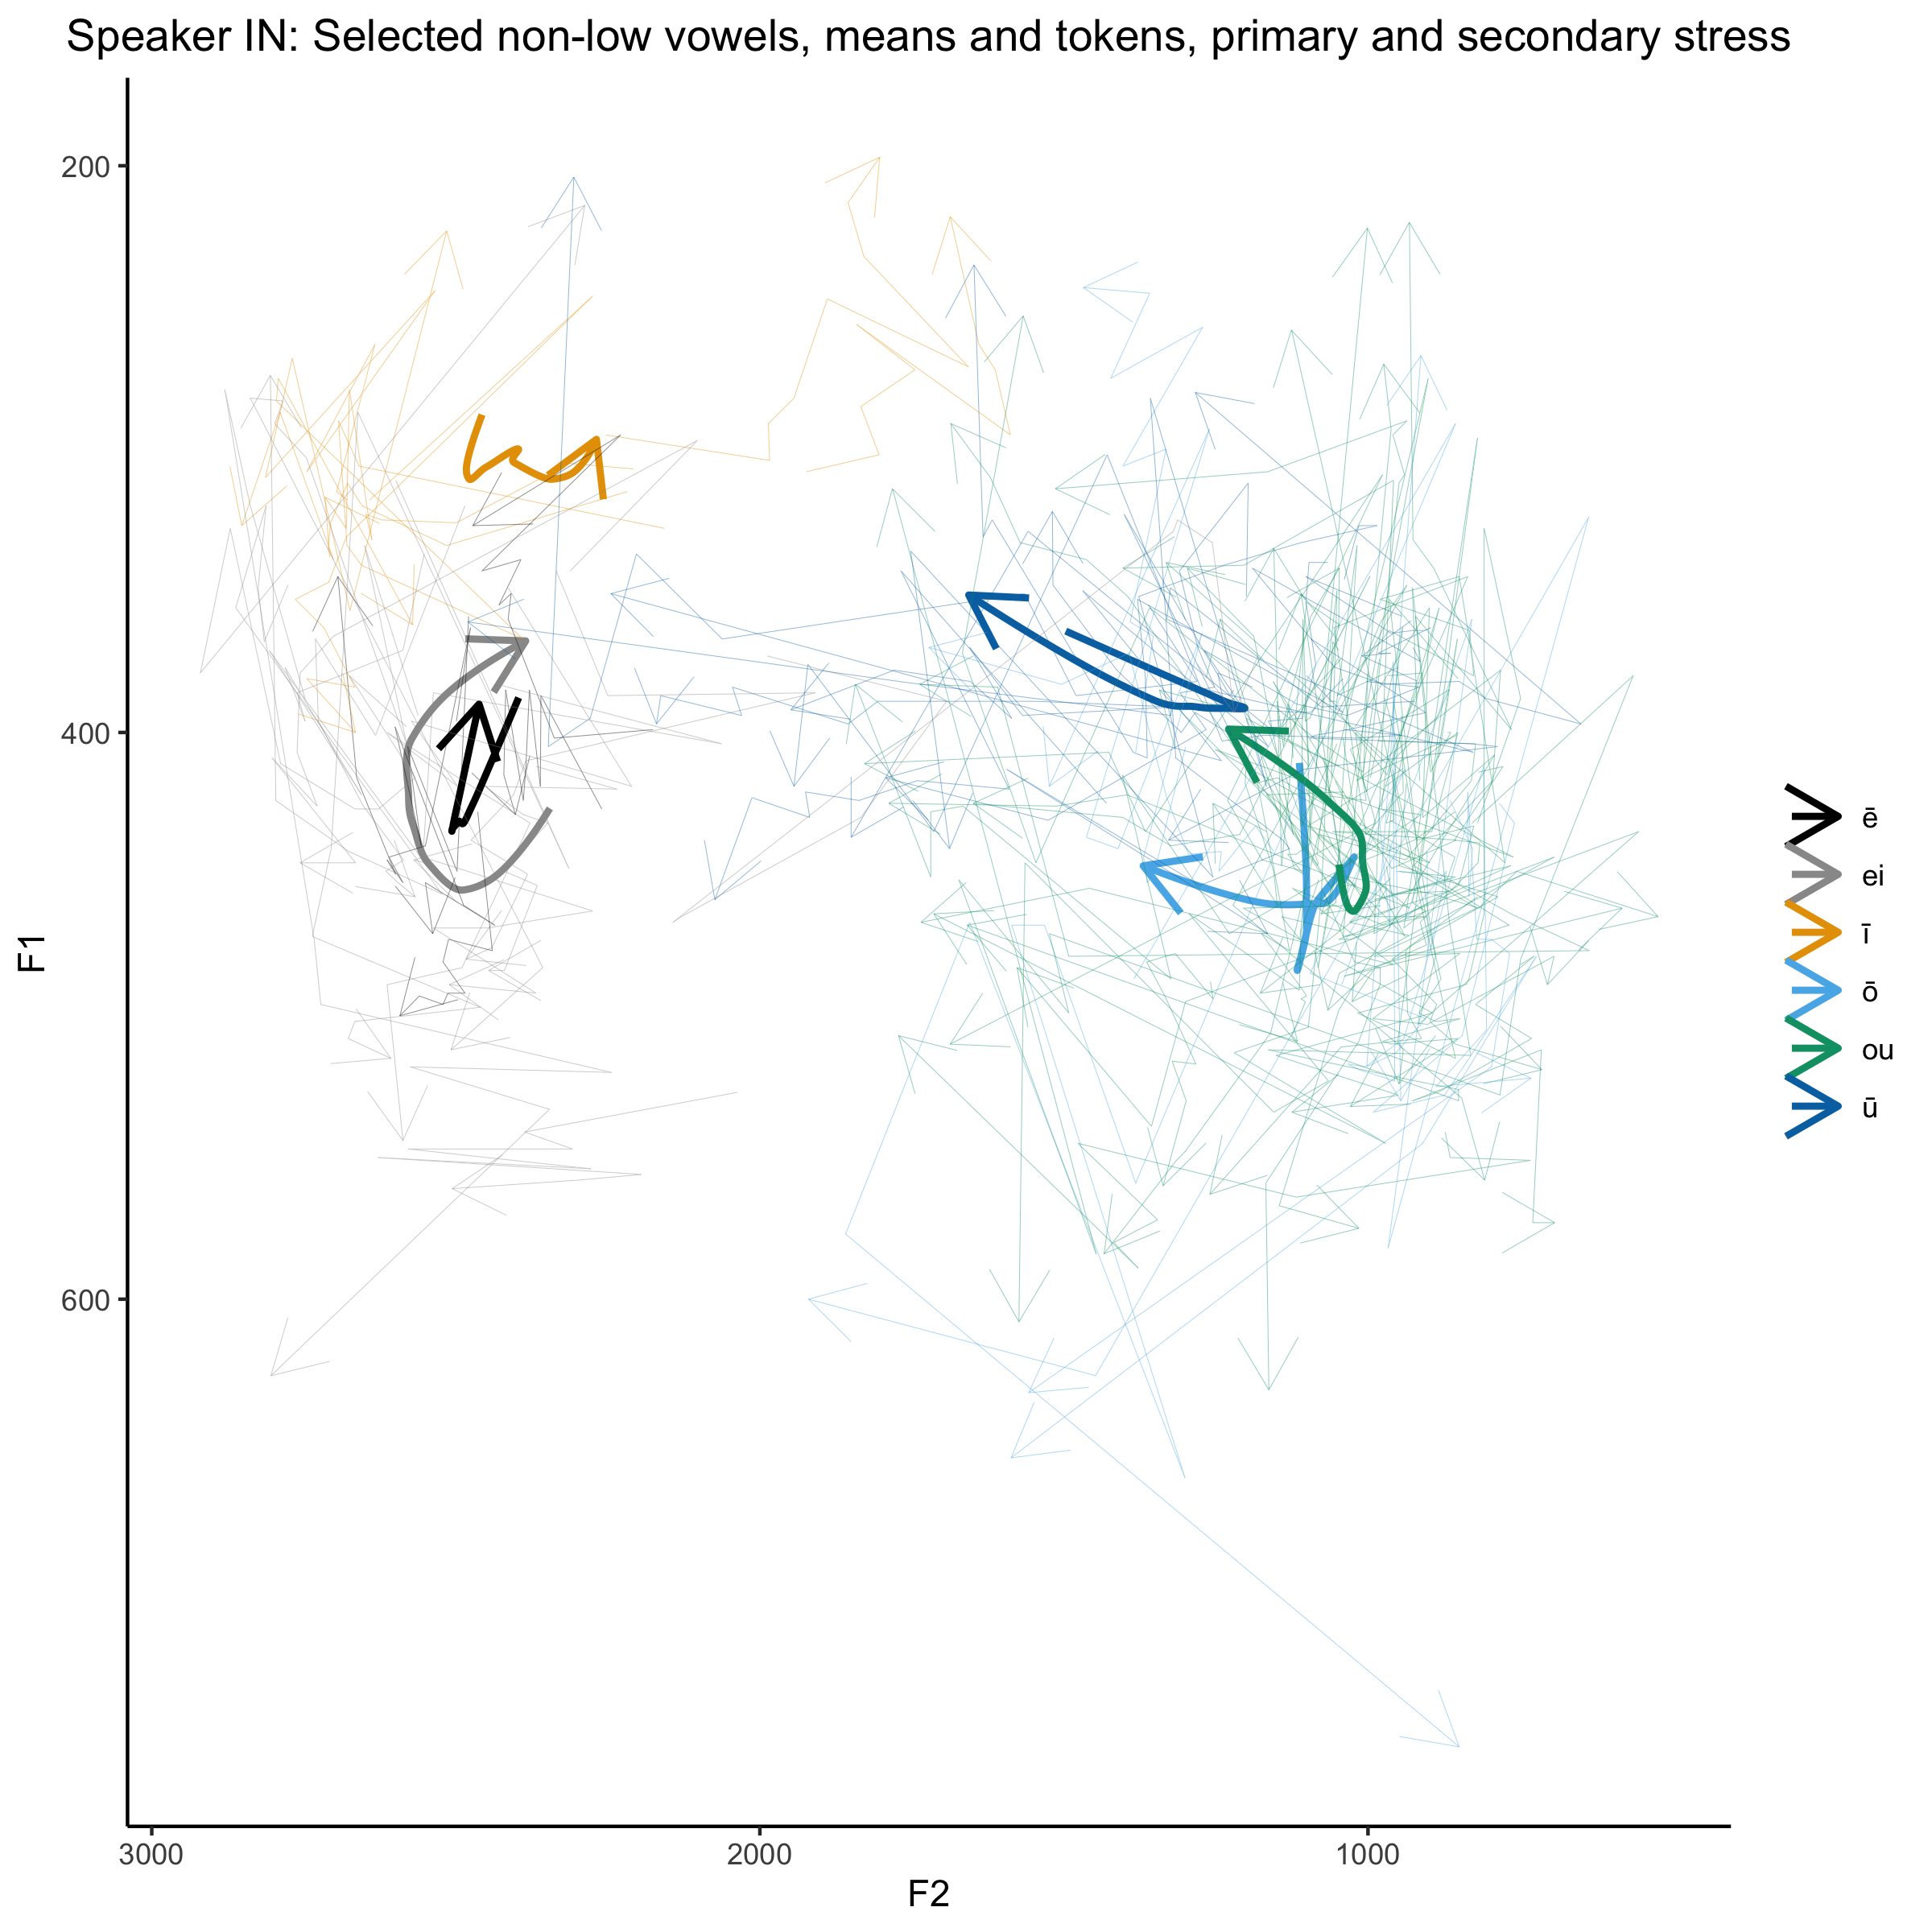 Speaker IN: Selected non-low vowels, means and tokens, primary and secondary stress
200
400
600
F1
3000
2000
1000
F2
ē
ei
ī
ō
ou
ū